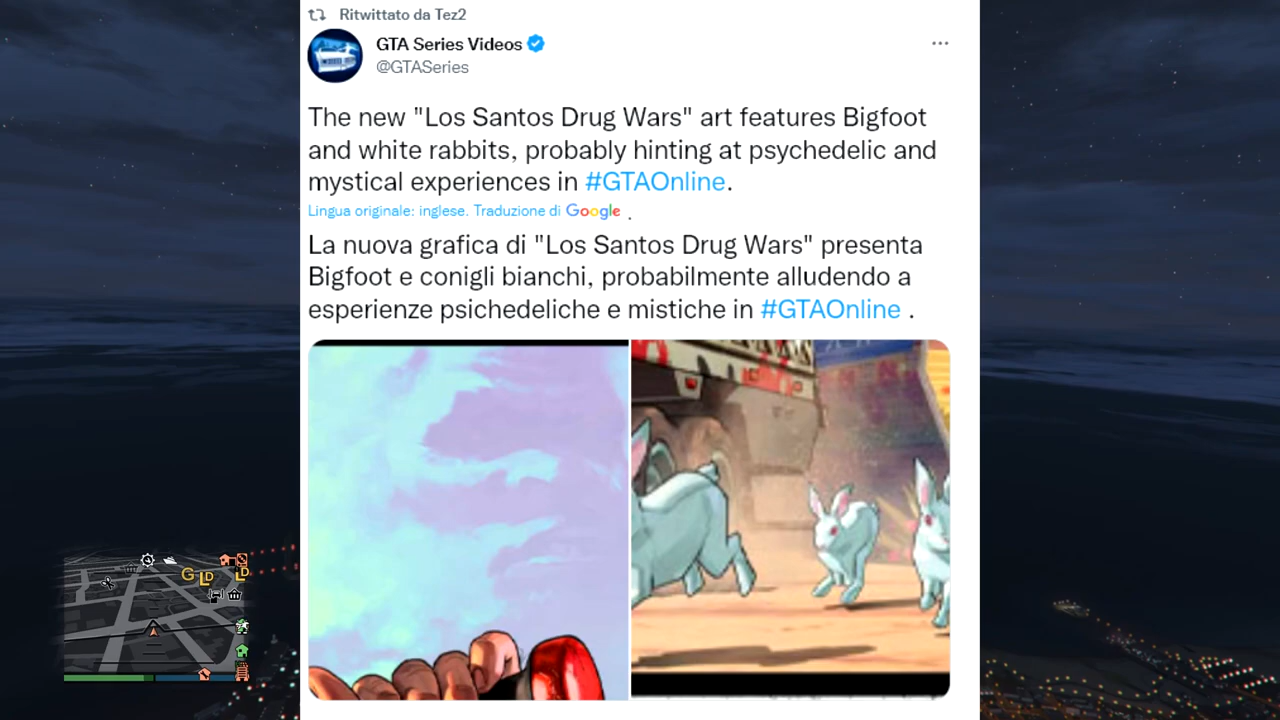 Ritwittato da Tez2
GTA Series Videos
@GTASeries
The new "Los Santos Drug Wars" art features Bigfoot
and white rabbits, probably hinting at psychedelic and
mystical experiences in #GTAOnline.
Lingua originale: inglese. Traduzione di Google .
La nuova grafica di "Los Santos Drug Wars" presenta
Bigfoot e conigli bianchi, probabilmente alludendo a
esperienze psichedeliche e mistiche in #GTAOnline .
G
LD
LD